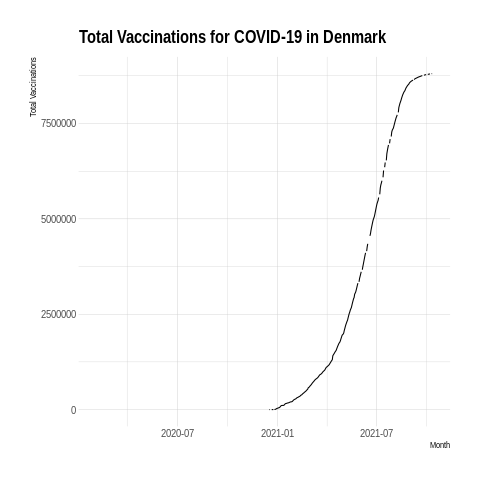 Total Vaccinations for COVID-19 in Denmark
Total Vaccinations
7500000
5000000
2500000
0
2020-07
2021-01
2021-07
Month